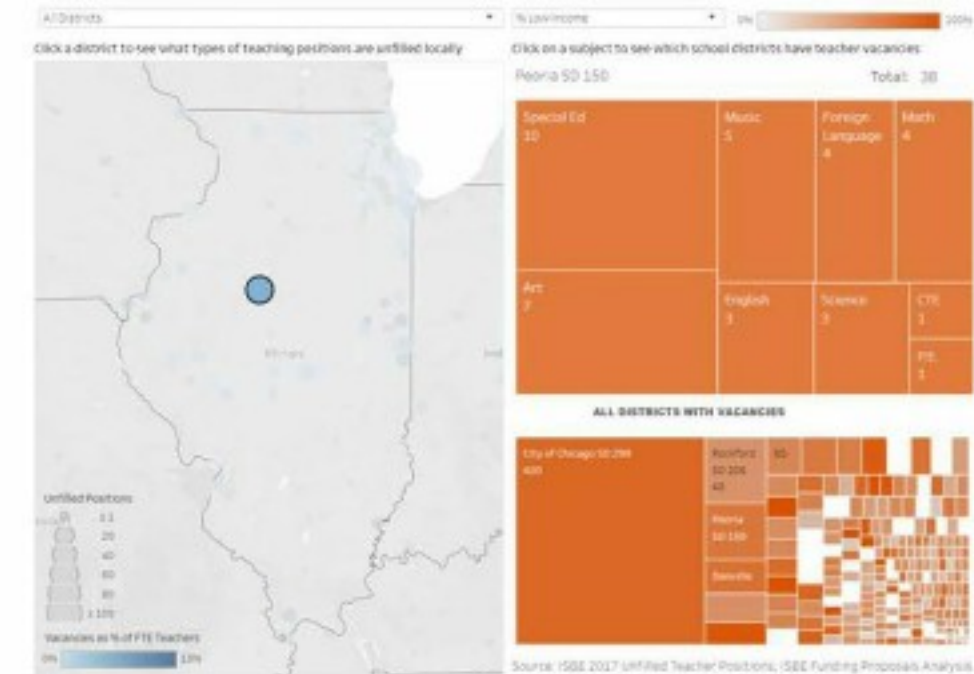 All Districts
% Low Income
0%
100%
Click a district to see what types of teaching positions are unfilled locally
Click on a subject to see which school districts have teacher vacancies
Peoria SD 150
Total: 38
Special Ed
10
Music
5
Foreign
Language
4
Math
4
Art
7
English
3
Science
3
CTE
1
P.E.
1
Illinois
ALL DISTRICTS WITH VACANCIES
City of Chicago SD 299
Rockford
SD 205
Peoria
SD 150
Danville
Unfilled Positions
20
40
60
80
≥ 100
Vacancies as % of FTE Teachers
0%
Source: ISBE 2017 Unfilled Teacher Positions, ISBE Funding Proposals Analysis